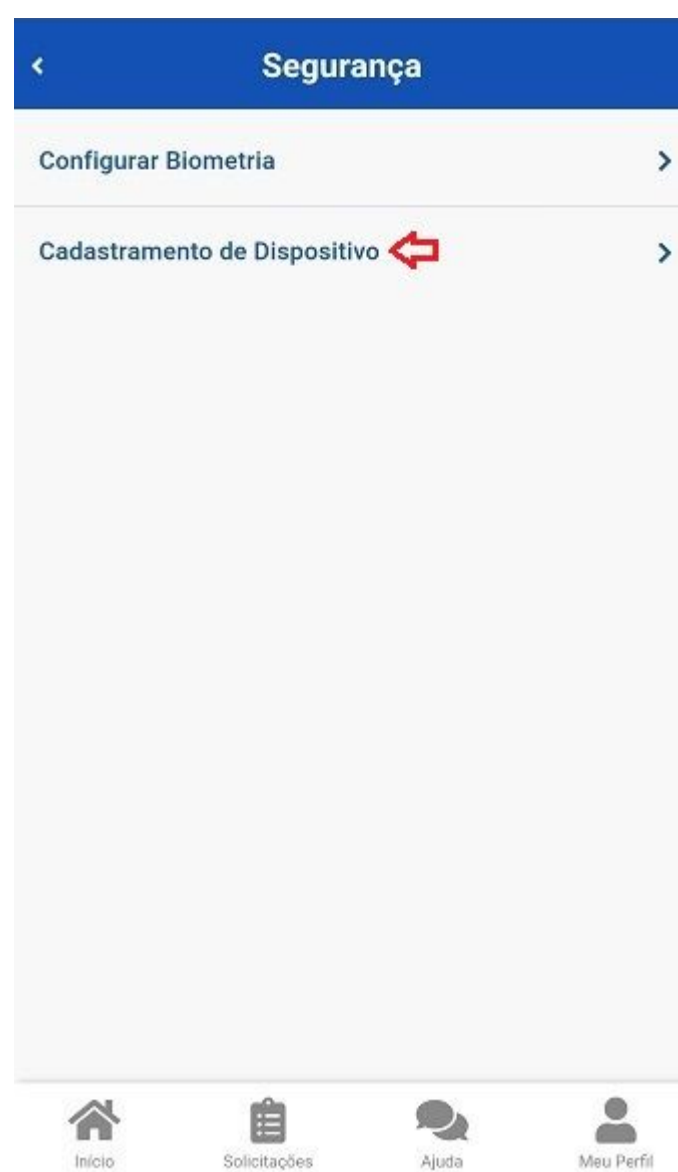 Segurança
Configurar Biometria
Cadastramento de Dispositivo
Início
Solicitações
Ajuda
Meu Perfil